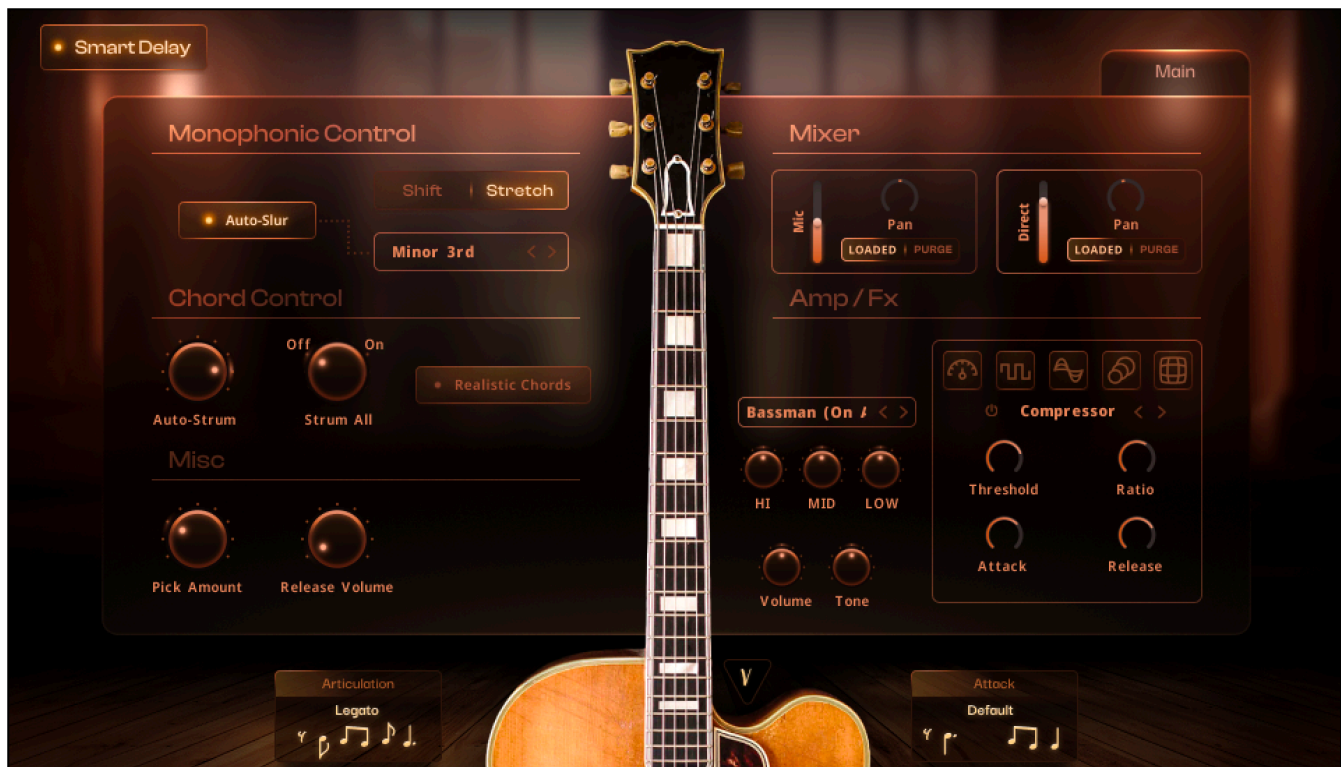 Smart Delay
Main
Monophonic Control
Shift
Stretch
Auto-Slur
Minor 3rd
Chord Control
Off
On
Auto-Strum
Strum All
Realistic Chords
Misc
Pick Amount
Release Volume
Mixer
Mic
Pan
LOADED
PURGE
Direct
Pan
LOADED
PURGE
Amp / Fx
Bassman (On
HI
MID
LOW
Volume
Tone
Compressor
Threshold
Ratio
Attack
Release
Articulation
Legato
V
Attack
Default